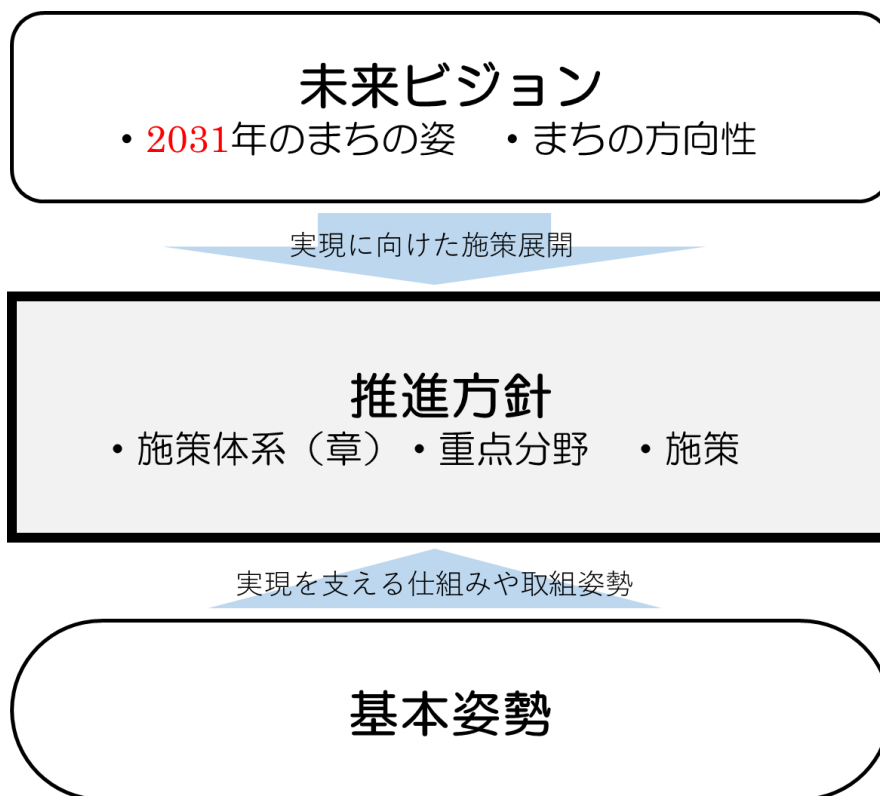 未来ビジョン
・2031年のまちの姿　・まちの方向性
実現に向けた施策展開
推進方針
・施策体系（章）・重点分野　・施策
実現を支える仕組みや取組姿勢
基本姿勢